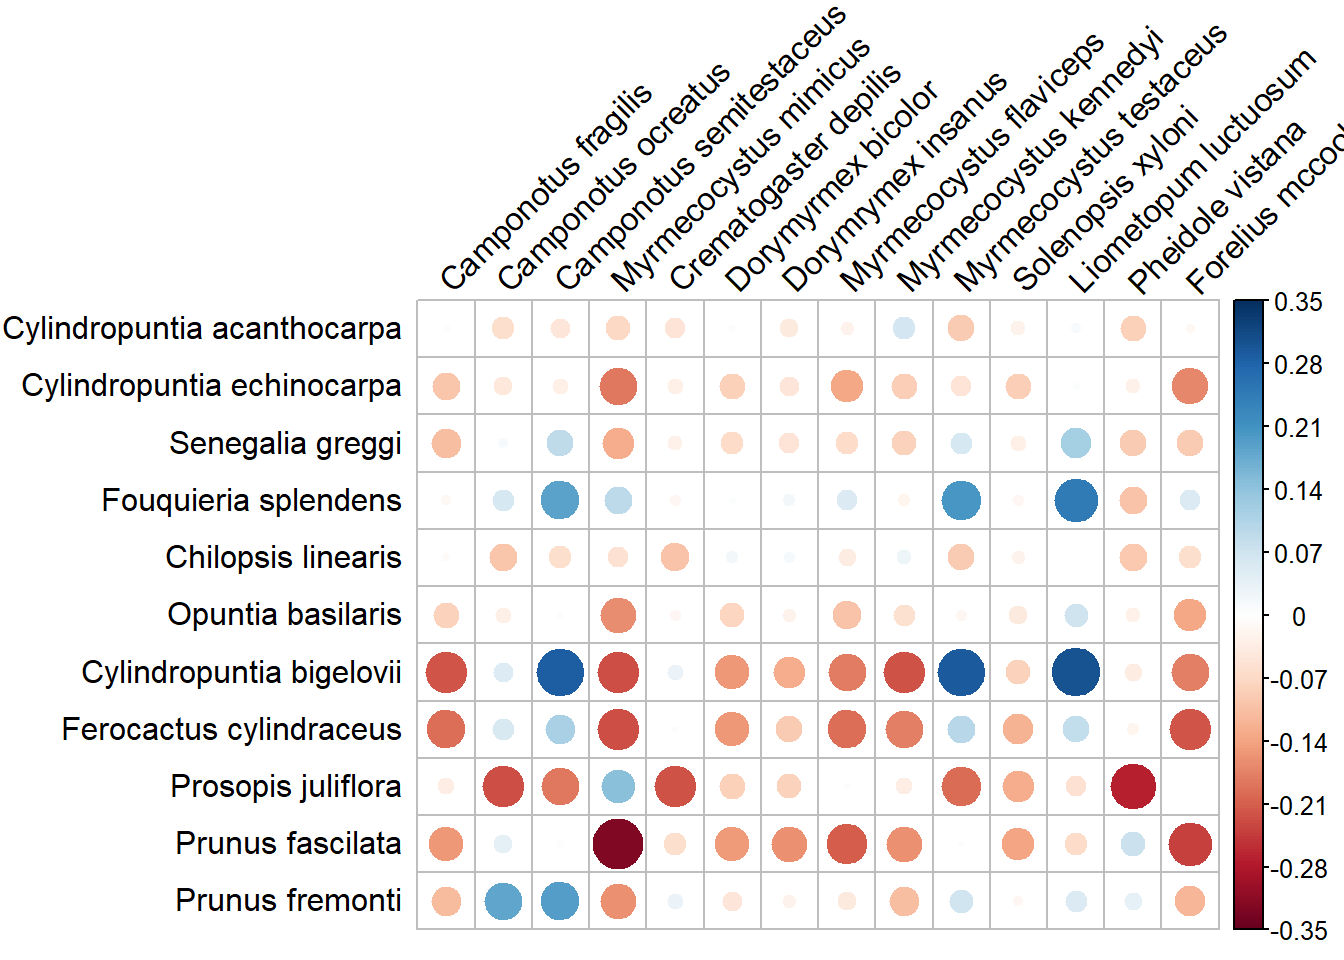 Camponotus fragilis
Camponotus ocreatus
Camponotus semitestaceus
Myrmecocystus mimicus
Crematogaster depilis
Dorymyrmex bicolor
Dorymrymex insanus
Myrmecocystus flaviceps
Myrmecocystus kennedyi
Myrmecocystus testaceus
Solenopsis xyloni
Liometopum luctuosum
Pheidole vistana
Forelius mccoo
Cylindropuntia acanthocarpa
Cylindropuntia echinocarpa
Senegalia greggi
Fouquieria splendens
Chilopsis linearis
Opuntia basilaris
Cylindropuntia bigelovii
Ferocactus cylindraceus
Prosopis juliflora
Prunus fascilata
Prunus fremonti
0.35
0.28
0.21
0.14
0.07
0
-0.07
-0.14
-0.21
-0.28
-0.35